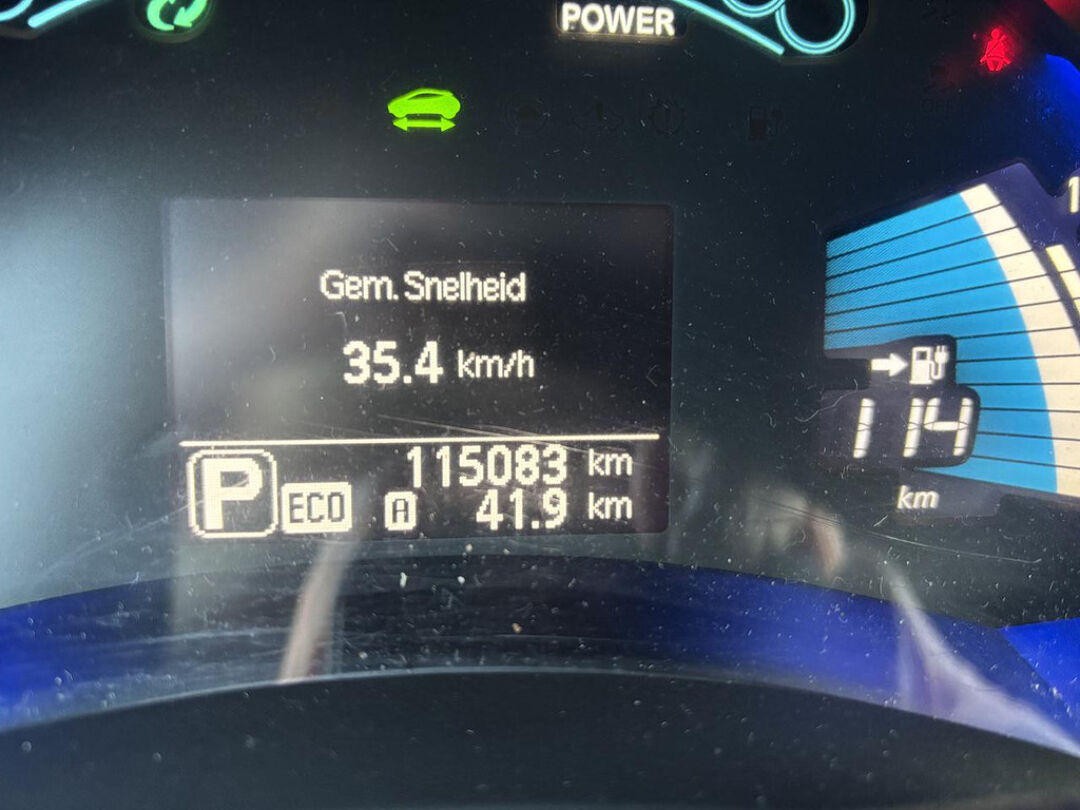 POWER
Gem. Snelheid
35.4 km/h
P ECO
115083 km
A 41.9 km
114
km